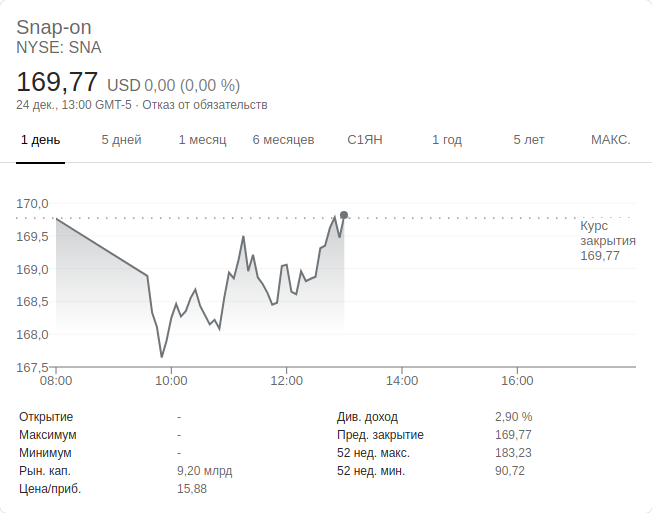 Snap-on
NYSE: SNA
169,77 USD 0,00 (0,00 %)
24 дек., 13:00 GMT-5 · Отказ от обязательств
1 день 5 дней 1 месяц 6 месяцев С1ЯН 1 год 5 лет МАКС.
170,0
169,5
169,0
168,5
168,0
167,5
Курс
закрытия
169,77
08:00 10:00 12:00 14:00 16:00
Открытие - Див. доход 2,90 %
Максимум - Пред. закрытие 169,77
Минимум - 52 нед. макс. 183,23
Рын. кап. 9,20 млрд 52 нед. мин. 90,72
Цена/приб. 15,88